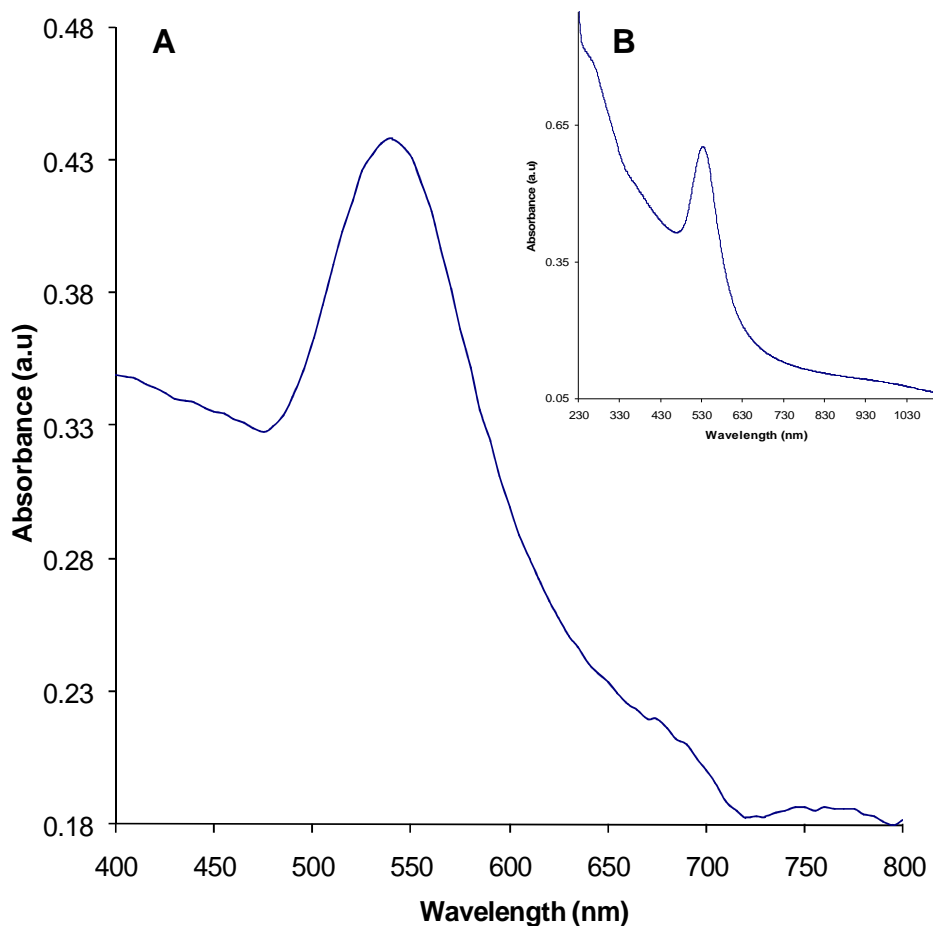 A
0.48
0.43
0.38
0.33
0.28
0.23
0.18
Absorbance (a.u)
400 450 500 550 600 650 700 750 800
Wavelength (nm)
B
0.65
0.35
0.05
Absorbance (a.u)
230 330 430 530 630 730 830 930 1030
Wavelength (nm)